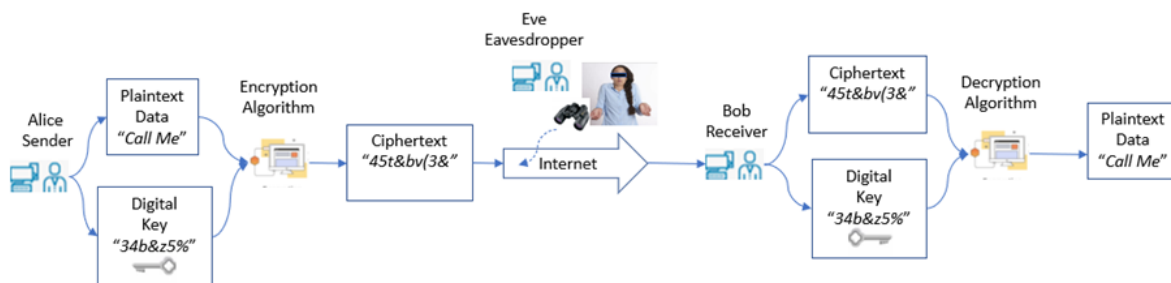 Eve
Eavesdropper
Alice
Sender
Plaintext
Data
“Call Me”
Digital
Key
“34b&z5%”
Encryption
Algorithm
Ciphertext
“45t&bv(3&“
Internet
Bob
Receiver
Ciphertext
“45t&bv(3&“
Digital
Key
“34b&z5%”
Decryption
Algorithm
Plaintext
Data
“Call Me”